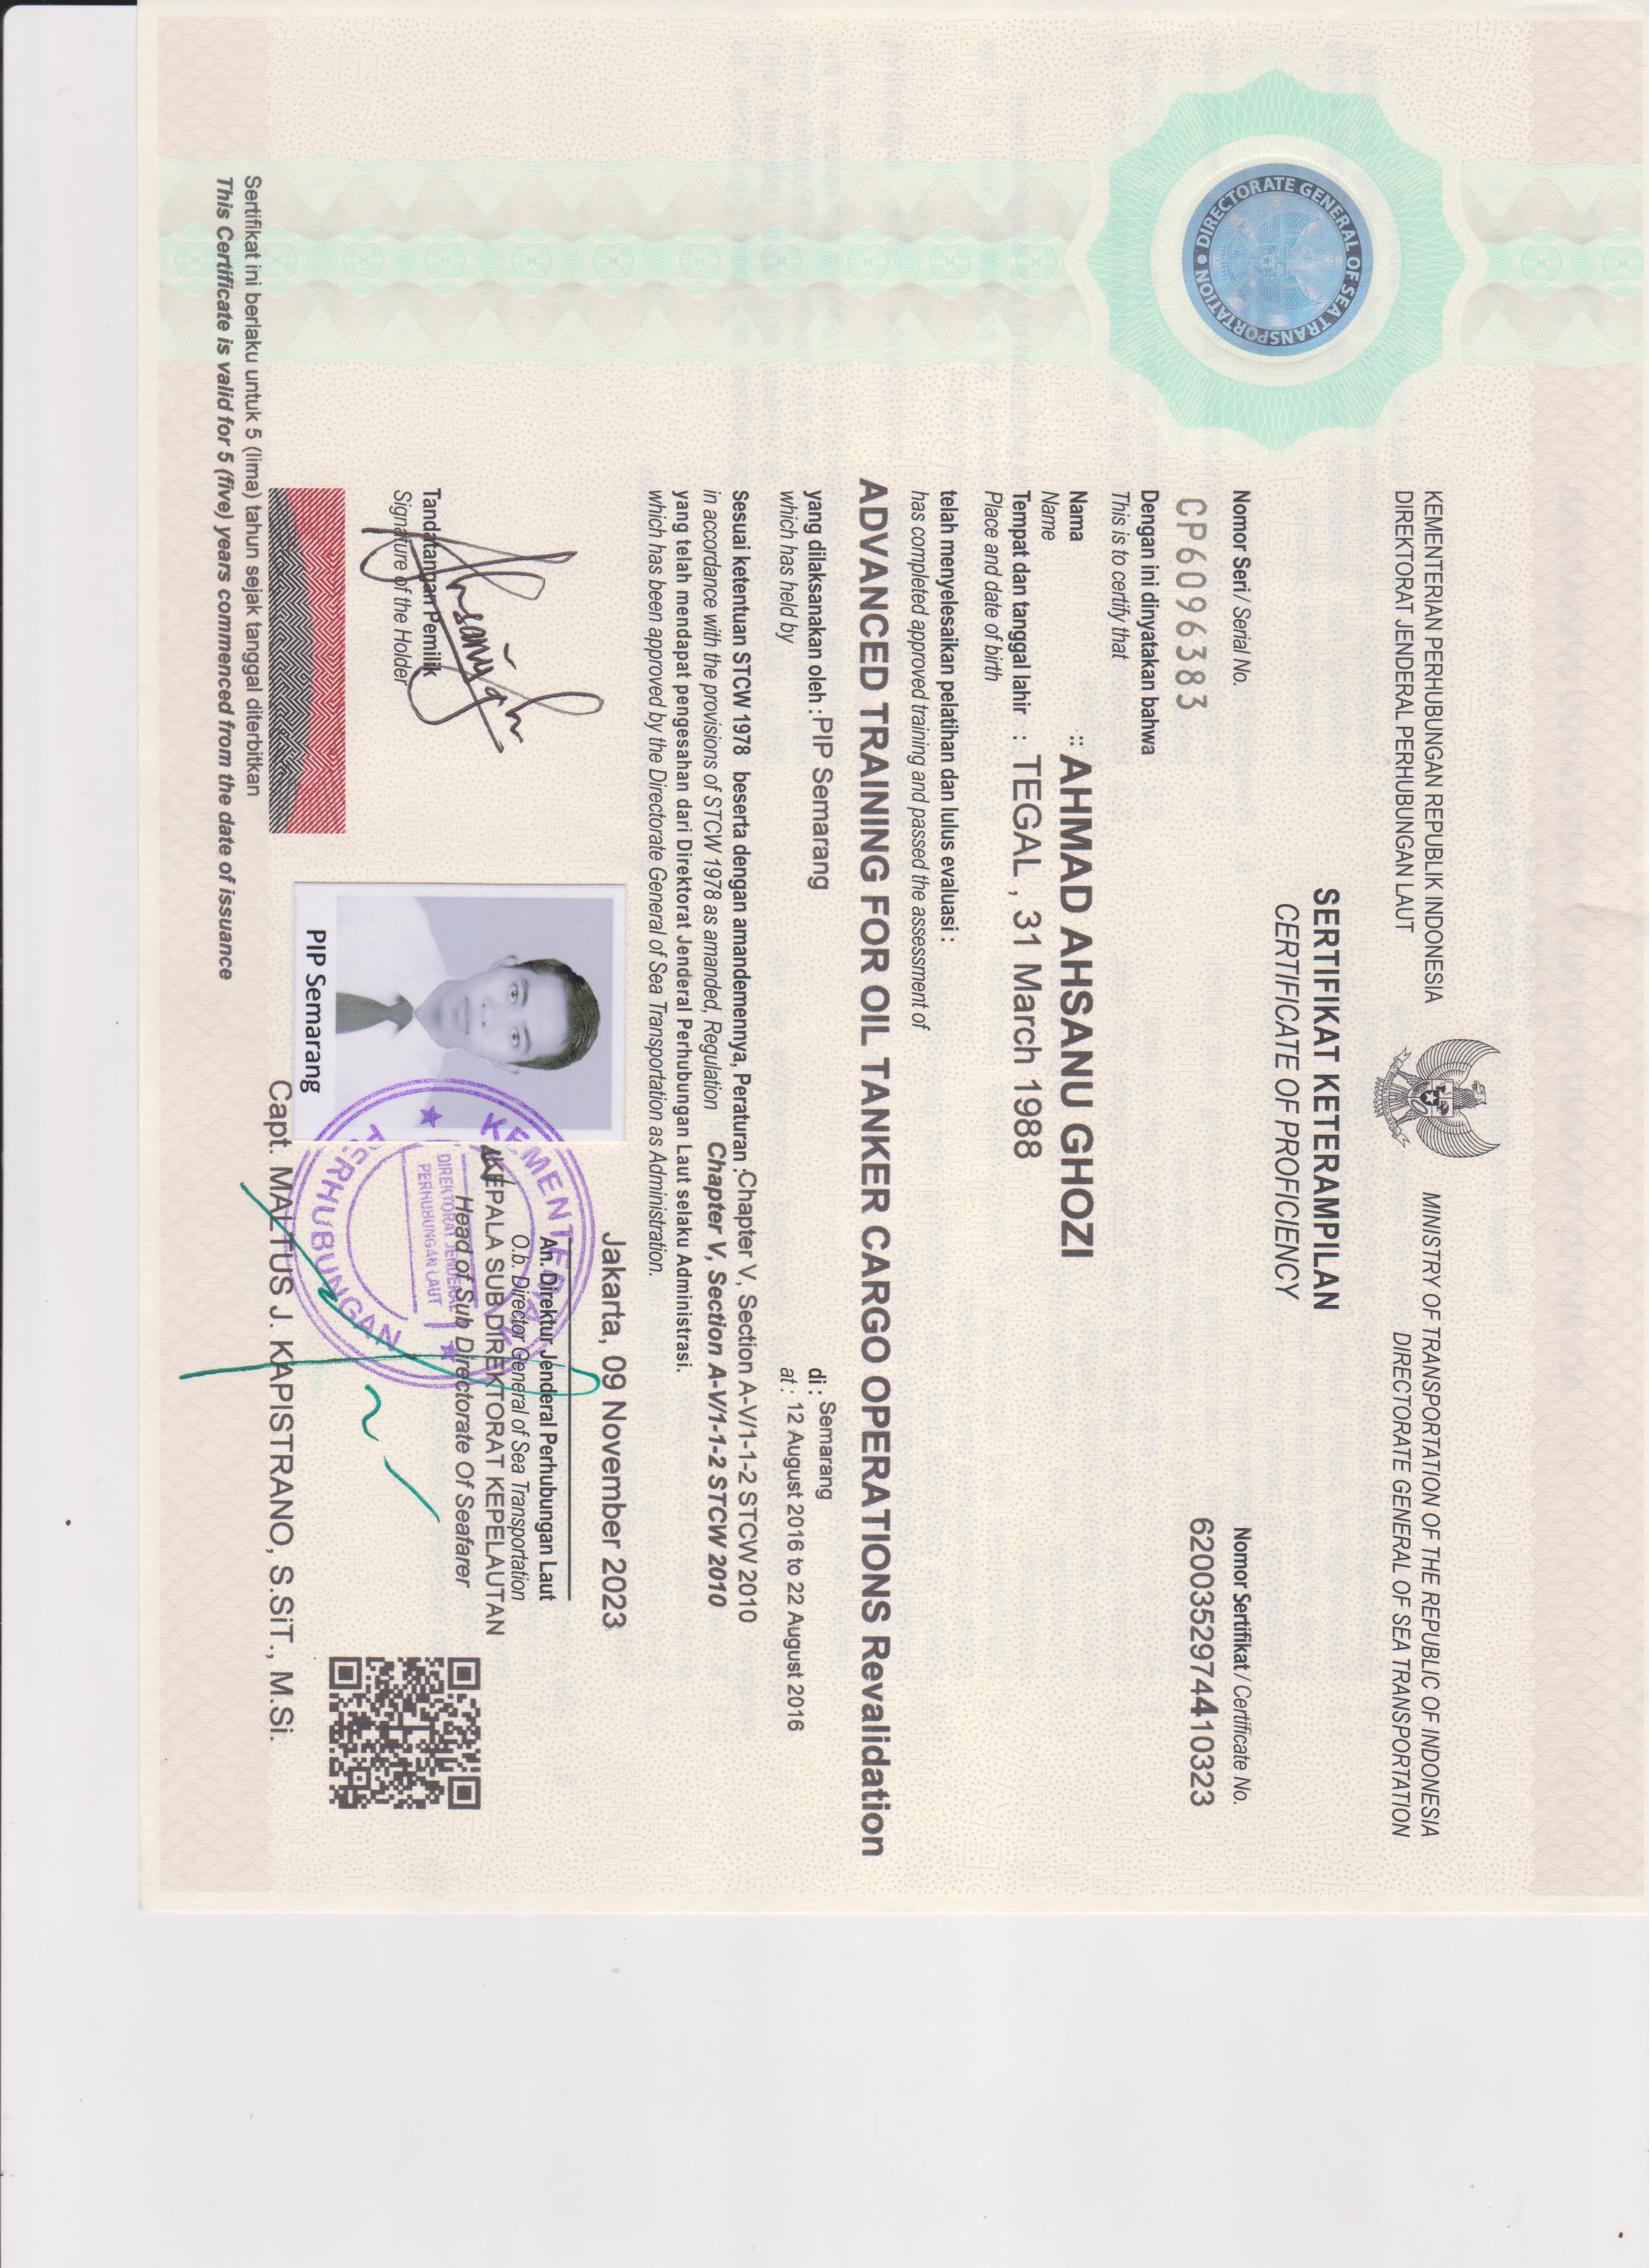 KEMENTERIAN PERHUBUNGAN REPUBLIK INDONESIA
DIREKTORAT JENDERAL PERHUBUNGAN LAUT
MINISTRY OF TRANSPORTATION OF THE REPUBLIC OF INDONESIA
DIRECTORATE GENERAL OF SEA TRANSPORTATION
DIRECTORATE GENERAL OF SEA TRANSPORTATION
SERTIFIKAT KETERAMPILAN
CERTIFICATE OF PROFICIENCY
Nomor Seri / Serial No.
CP6096383
Nomor Sertifikat / Certificate No.
6200352974410323
Dengan ini dinyatakan bahwa
This is to certify that
Nama :: AHMAD AHSANU GHOZI
Name
Tempat dan tanggal lahir : TEGAL , 31 March 1988
Place and date of birth
telah menyelesaikan pelatihan dan lulus evaluasi :
has completed approved training and passed the assessment of
ADVANCED TRAINING FOR OIL TANKER CARGO OPERATIONS Revalidation
yang dilaksanakan oleh : PIP Semarang
which has held by
di : Semarang
at : 12 August 2016 to 22 August 2016
Sesuai ketentuan STCW 1978 beserta dengan amandemennya, Peraturan : Chapter V, Section A-V/1-1-2 STCW 2010
in accordance with the provisions of STCW 1978 as amanded, Regulation Chapter V, Section A-V/1-1-2 STCW 2010
yang telah mendapat pengesahan dari Direktorat Jenderal Perhubungan Laut selaku Administrasi.
which has been approved by the Directorate General of Sea Transportation as Administration.
Jakarta, 09 November 2023
An. Direktur Jenderal Perhubungan Laut
O.b. Director General of Sea Transportation
KEPALA SUB DIREKTORAT KEPELAUTAN
Head of Sub Directorate Of Seafarer
KEMENTERIAN
DIREKTORAT JENDERAL
PERHUBUNGAN LAUT
PERHUBUNGAN
Tandatangan Pemilik
Signature of the Holder
PIP Semarang
Capt. MALTUS J. KAPISTRANO, S.SiT., M.Si.
Sertifikat ini berlaku untuk 5 (lima) tahun sejak tanggal diterbitkan
This Certificate is valid for 5 (five) years commenced from the date of issuance